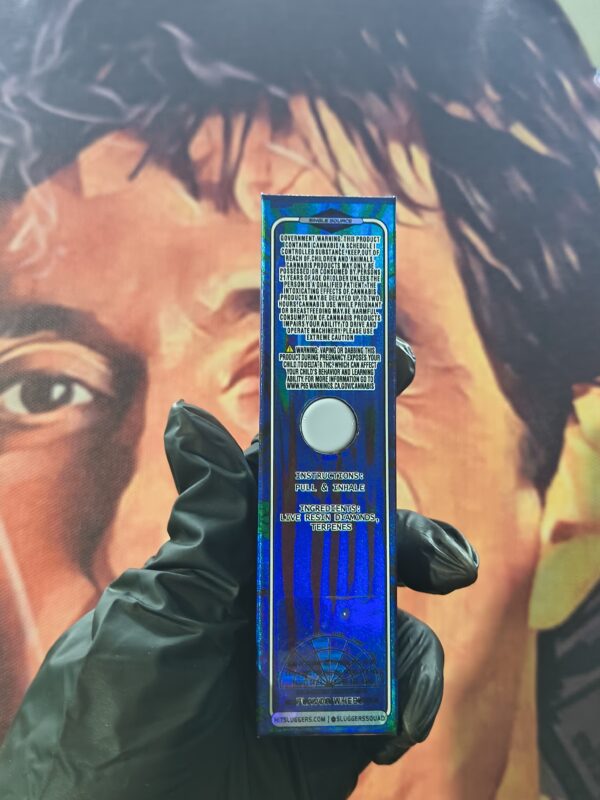 SINGLE SOURCE
GOVERNMENT WARNING: THIS PRODUCT
CONTAINS CANNABIS, A SCHEDULE I
CONTROLLED SUBSTANCE. KEEP OUT OF
REACH OF CHILDREN AND ANIMALS.
CANNABIS PRODUCTS MAY ONLY BE
POSSESSED OR CONSUMED BY PERSONS
21 YEARS OF AGE OR OLDER UNLESS THE
PERSON IS A QUALIFIED PATIENT. THE
INTOXICATING EFFECTS OF CANNABIS
PRODUCTS MAY BE DELAYED UP TO TWO
HOURS. CANNABIS USE WHILE PREGNANT
OR BREASTFEEDING MAY BE HARMFUL.
CONSUMPTION OF CANNABIS PRODUCTS
IMPAIRS YOUR ABILITY TO DRIVE AND
OPERATE MACHINERY. PLEASE USE
EXTREME CAUTION
WARNING: VAPING OR DABBING THIS
PRODUCT DURING PREGNANCY EXPOSES YOUR
CHILD TO DELTA-9 THC, WHICH CAN AFFECT
YOUR CHILD'S BEHAVIOR AND LEARNING
ABILITY. FOR MORE INFORMATION GO TO
WWW.P65 WARNINGS.CA.GOV/CANNABIS
INSTRUCTIONS:
PULL & INHALE
INGREDIENTS:
LIVE RESIN DIAMONDS,
TERPENES
FLAVOR WHEEL
HITSLUGGERS.COM | @SLUGGERSSQUAD